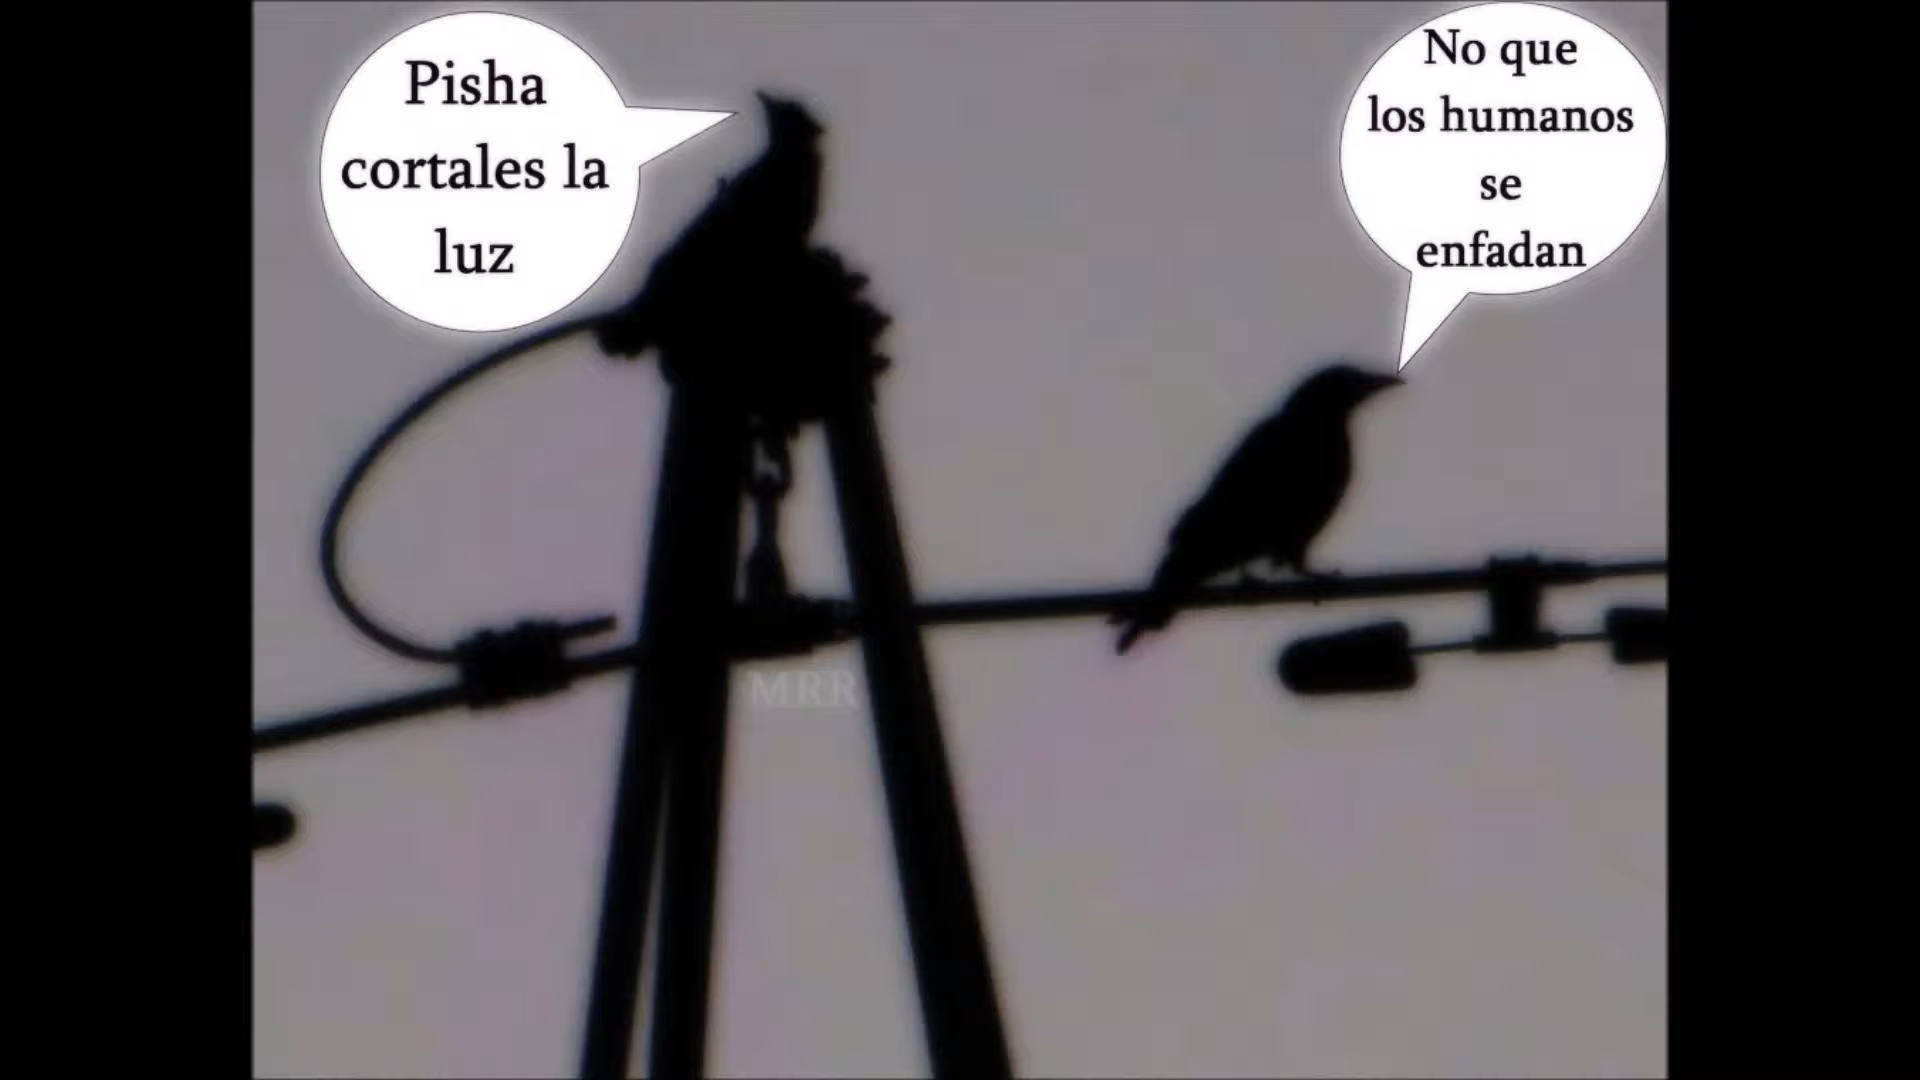 Pisha
cortales la
luz
No que
los humanos
se
enfadan
MRR